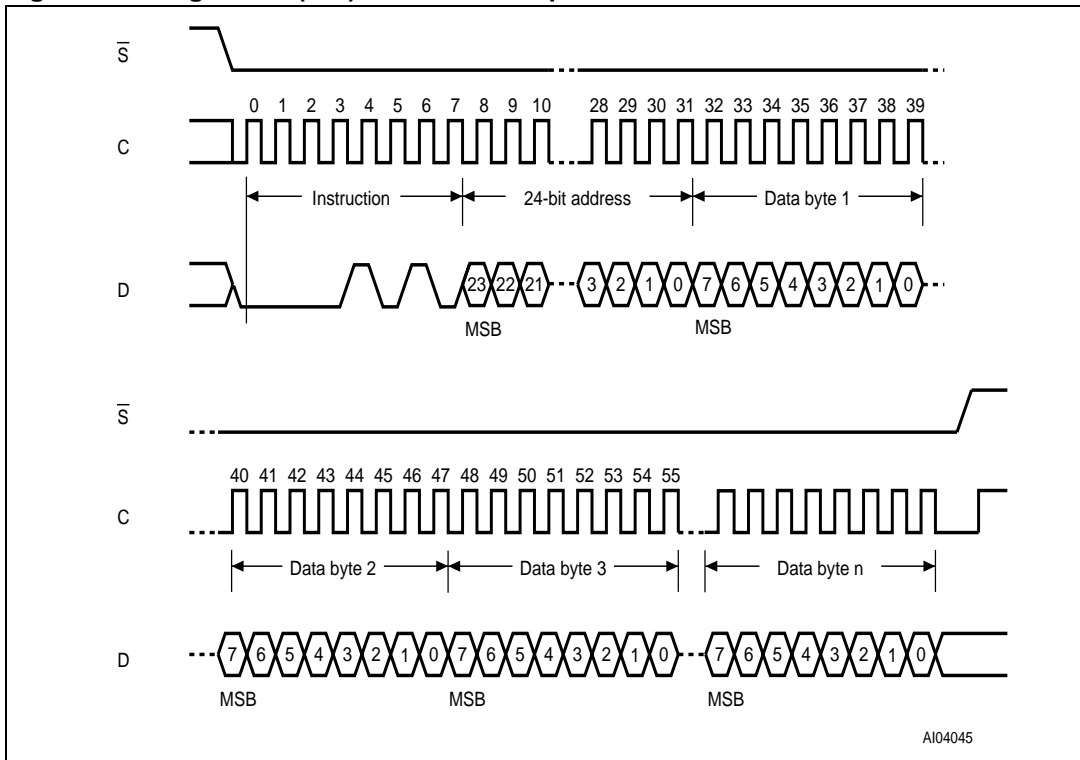 S
0 1 2 3 4 5 6 7 8 9 10 28 29 30 31 32 33 34 35 36 37 38 39
C
Instruction 24-bit address Data byte 1
D 23 22 21 3 2 1 0 7 6 5 4 3 2 1 0
MSB MSB
S
40 41 42 43 44 45 46 47 48 49 50 51 52 53 54 55
C
Data byte 2 Data byte 3 Data byte n
D 7 6 5 4 3 2 1 0 7 6 5 4 3 2 1 0 7 6 5 4 3 2 1 0
MSB MSB MSB
AI04045